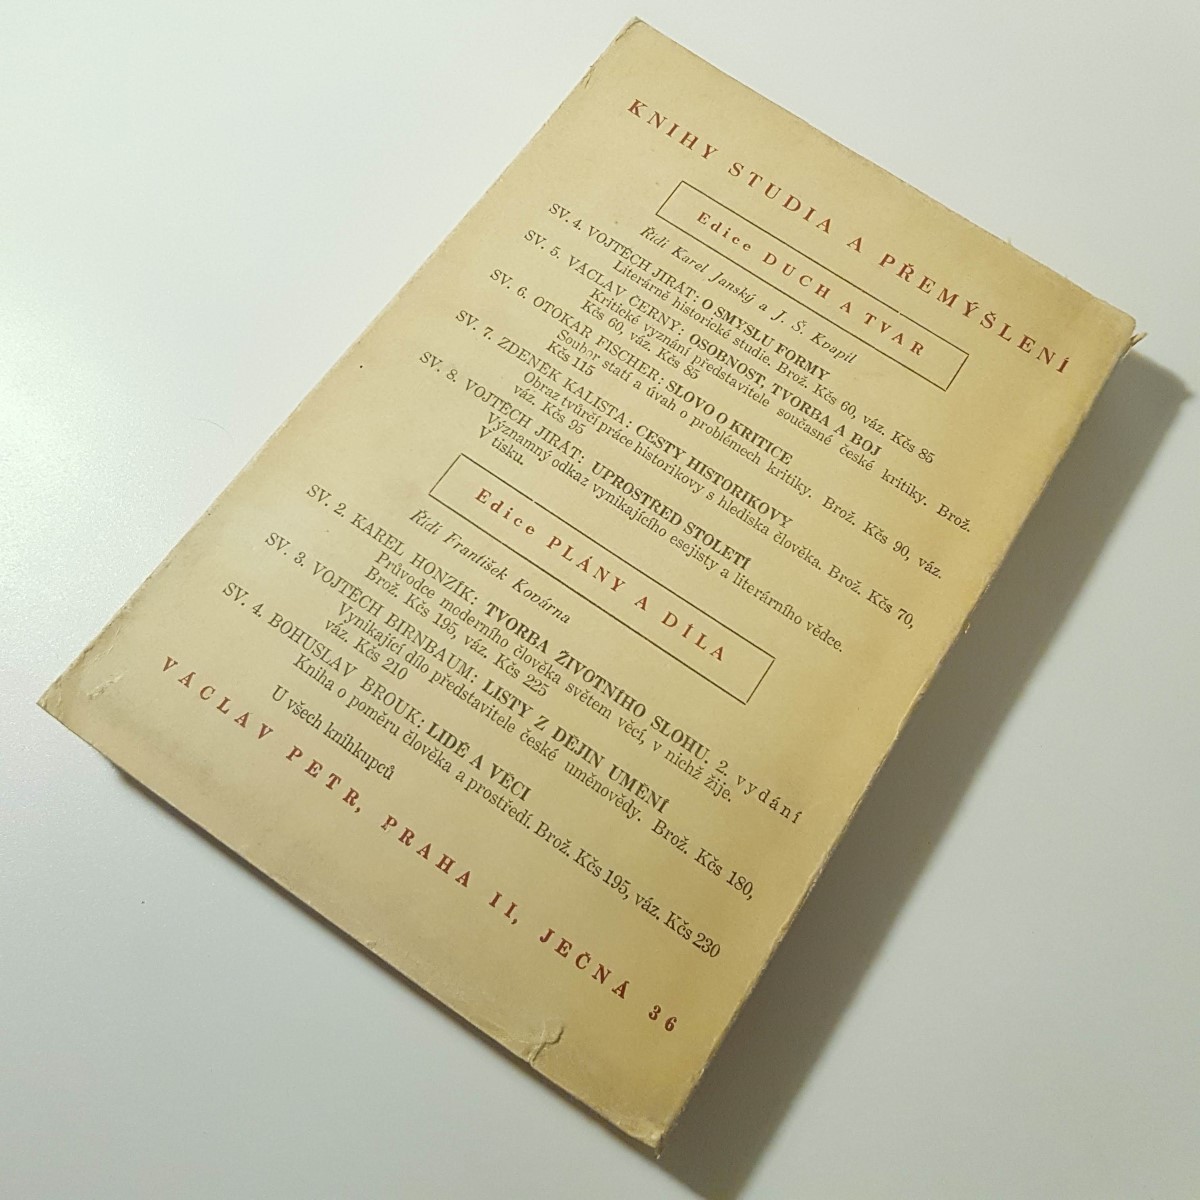 KNIHY STUDIA A PŘEMÝŠLENÍ
Edice DUCH A TVAR
Řídí Karel Janský a J. Š. Kvapil
SV. 4. VOJTĚCH JIRÁT: O SMYSLU FORMY
Literárně historické studie. Brož. Kčs 60, váz. Kčs 85
SV. 5. VÁCLAV ČERNÝ: OSOBNOST, TVORBA A BOJ
Kritické vyznání představitele současné české kritiky. Brož.
Kčs 60, váz. Kčs 85
SV. 6. OTOKAR FISCHER: SLOVO O KRITICE
Soubor statí a úvah o problémech kritiky. Brož. Kčs 90, váz.
Kčs 115
SV. 7. ZDENĚK KALISTA: CESTY HISTORIKOVY
Obraz tvůrčí práce historikovy s hlediska člověka. Brož. Kčs 70,
váz. Kčs 95
SV. 8. VOJTĚCH JIRÁT: UPROSTŘED STOLETÍ
Významný odkaz vynikajícího esejisty a literárního vědce.
V tisku.
Edice PLÁNY A DÍLA
Řídí František Kovárna
SV. 2. KAREL HONZÍK: TVORBA ŽIVOTNÍHO SLOHU. 2. vydání
Průvodce moderního člověka světem věcí, v nichž žije.
Brož. Kčs 195, váz. Kčs 225
SV. 3. VOJTĚCH BIRNBAUM: LISTY Z DĚJIN UMĚNÍ
Vynikající dílo představitele české uměnovědy. Brož. Kčs 180,
váz. Kčs 210
SV. 4. BOHUSLAV BROUK: LIDÉ A VĚCI
Kniha o poměru člověka a prostředí. Brož. Kčs 195, váz. Kčs 230
U všech knihkupců
VÁCLAV PETR, PRAHA II, JEČNÁ 36